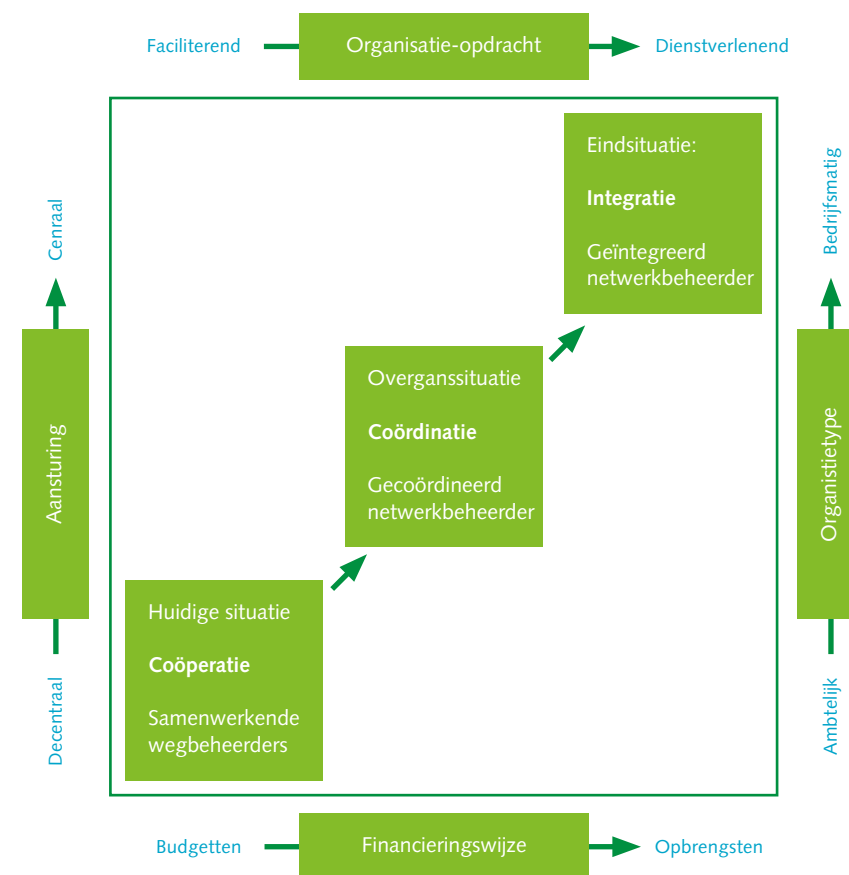 Faciliterend
Organisatie-opdracht
Dienstverlenend
Eindsituatie:
Integratie
Geïntegreerd
netwerkbeheerder
Cenraal
Aansturing
Decentraal
Bedrijfsmatig
Organistietype
Ambtelijk
Overganssituatie
Coördinatie
Gecoördineerd
netwerkbeheerder
Huidige situatie
Coöperatie
Samenwerkende
wegbeheerders
Budgetten
Financieringswijze
Opbrengsten